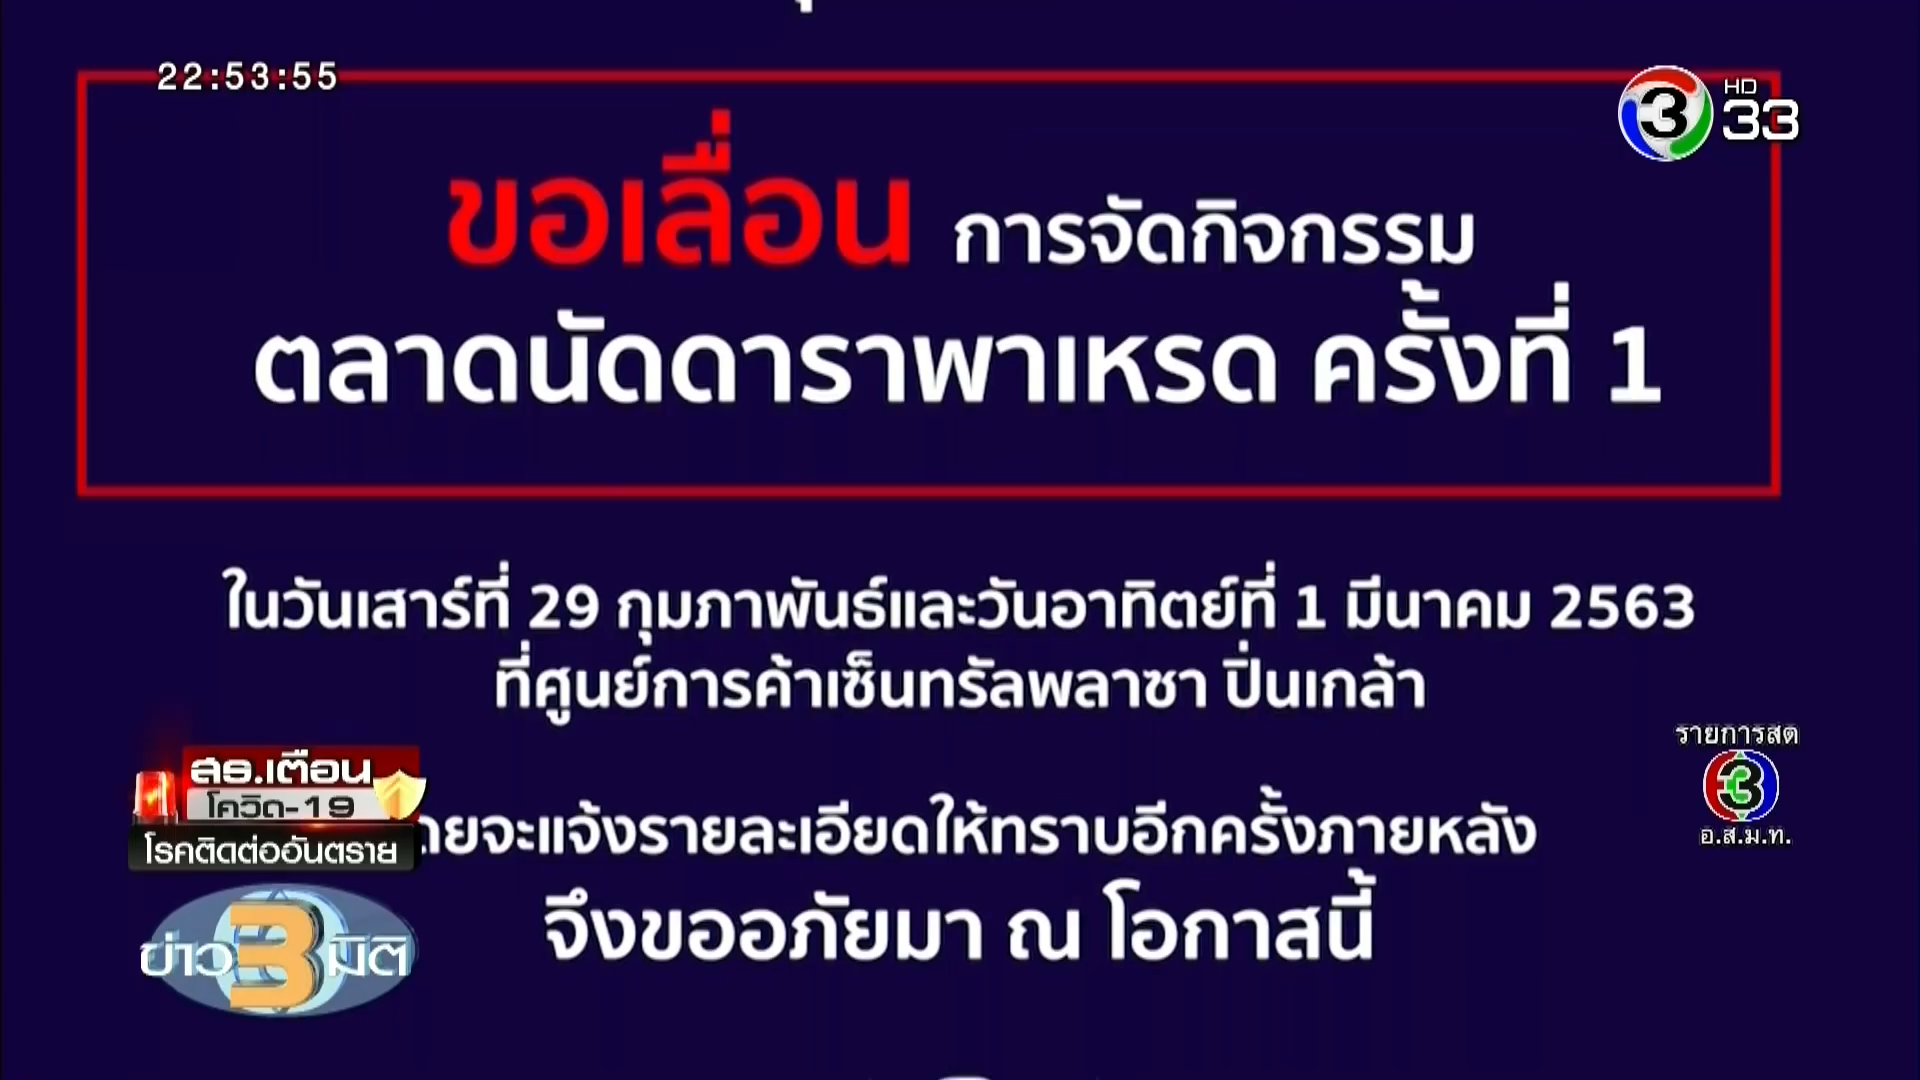 22:53:55
HD
3 33
ขอเลื่อน การจัดกิจกรรม
ตลาดนัดดาราพาเหรด ครั้งที่ 1
ในวันเสาร์ที่ 29 กุมภาพันธ์และวันอาทิตย์ที่ 1 มีนาคม 2563
ที่ศูนย์การค้าเซ็นทรัลพลาซา ปิ่นเกล้า
รายการสด
3
อ.ส.ม.ท.
สธ.เตือน
โควิด-19
โรคติดต่ออันตราย
ดยจะแจ้งรายละเอียดให้ทราบอีกครั้งภายหลัง
จึงขออภัยมา ณ โอกาสนี้
ข่าว 3 มิติ